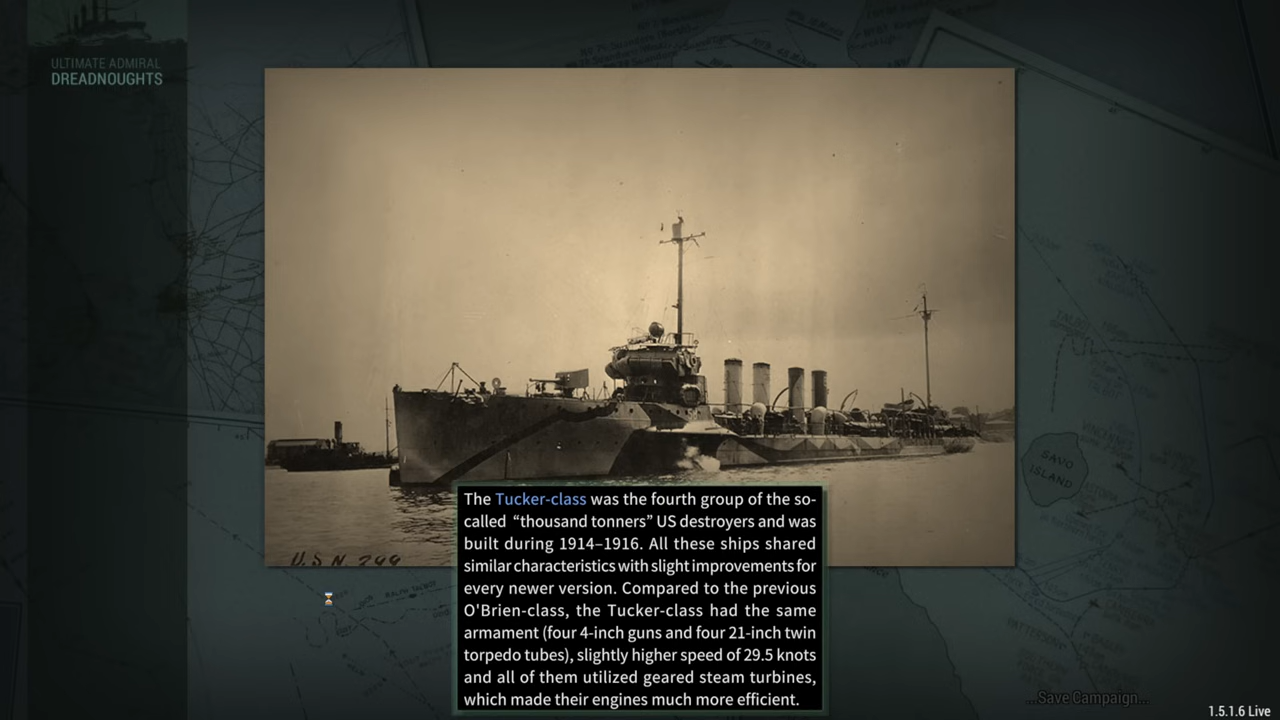 ULTIMATE ADMIRAL
DREADNOUGHTS
SAVO
ISLAND
U.S.N. 299
The Tucker-class was the fourth group of the so-
called “thousand tonners” US destroyers and was
built during 1914–1916. All these ships shared
similar characteristics with slight improvements for
every newer version. Compared to the previous
O'Brien-class, the Tucker-class had the same
armament (four 4-inch guns and four 21-inch twin
torpedo tubes), slightly higher speed of 29.5 knots
and all of them utilized geared steam turbines,
which made their engines much more efficient.
...Save Campaign...
1.5.1.6 Live